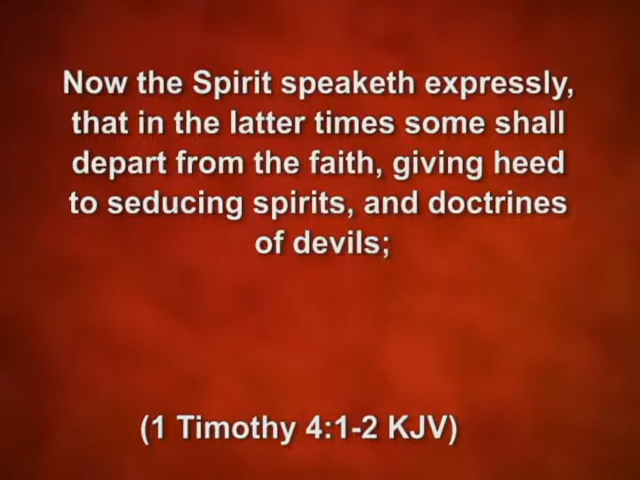 Now the Spirit speaketh expressly,
that in the latter times some shall
depart from the faith, giving heed
to seducing spirits, and doctrines
of devils;
(1 Timothy 4:1-2 KJV)